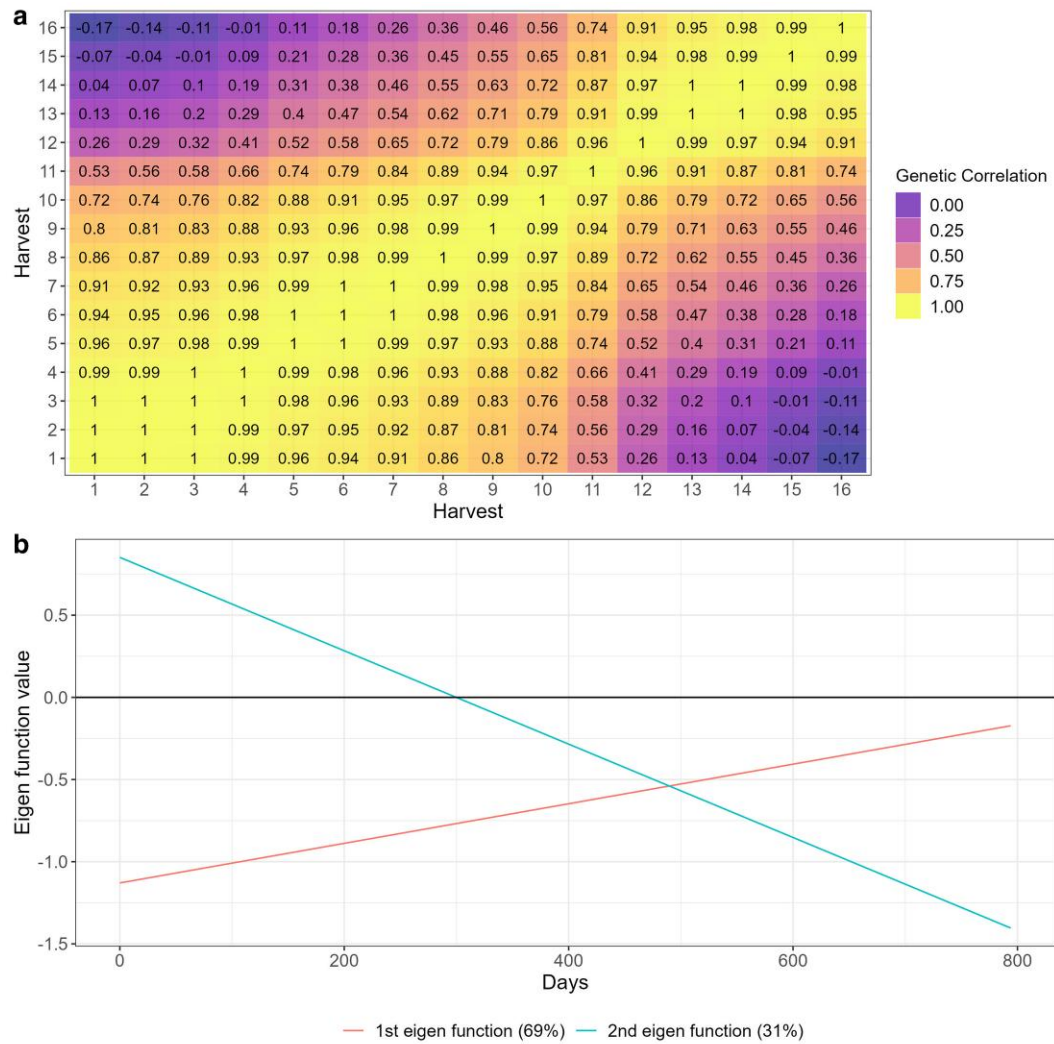 a
16 -0.17 -0.14 -0.11 -0.01 0.11 0.18 0.26 0.36 0.46 0.56 0.74 0.91 0.95 0.98 0.99 1
15 -0.07 -0.04 -0.01 0.09 0.21 0.28 0.36 0.45 0.55 0.65 0.81 0.94 0.98 0.99 1 0.99
14 0.04 0.07 0.1 0.19 0.31 0.38 0.46 0.55 0.63 0.72 0.87 0.97 1 1 0.99 0.98
13 0.13 0.16 0.2 0.29 0.4 0.47 0.54 0.62 0.71 0.79 0.91 0.99 1 1 0.98 0.95
12 0.26 0.29 0.32 0.41 0.52 0.58 0.65 0.72 0.79 0.86 0.96 1 0.99 0.97 0.94 0.91
11 0.53 0.56 0.58 0.66 0.74 0.79 0.84 0.89 0.94 0.97 1 0.96 0.91 0.87 0.81 0.74
10 0.72 0.74 0.76 0.82 0.88 0.91 0.95 0.97 0.99 1 0.97 0.86 0.79 0.72 0.65 0.56
9 0.8 0.81 0.83 0.88 0.93 0.96 0.98 0.99 1 0.99 0.94 0.79 0.71 0.63 0.55 0.46
8 0.86 0.87 0.89 0.93 0.97 0.98 0.99 1 0.99 0.97 0.89 0.72 0.62 0.55 0.45 0.36
7 0.91 0.92 0.93 0.96 0.99 1 1 0.99 0.98 0.95 0.84 0.65 0.54 0.46 0.36 0.26
6 0.94 0.95 0.96 0.98 1 1 1 0.98 0.96 0.91 0.79 0.58 0.47 0.38 0.28 0.18
5 0.96 0.97 0.98 0.99 1 1 0.99 0.97 0.93 0.88 0.74 0.52 0.4 0.31 0.21 0.11
4 0.99 0.99 1 1 0.99 0.98 0.96 0.93 0.88 0.82 0.66 0.41 0.29 0.19 0.09 -0.01
3 1 1 1 1 0.98 0.96 0.93 0.89 0.83 0.76 0.58 0.32 0.2 0.1 -0.01 -0.11
2 1 1 1 0.99 0.97 0.95 0.92 0.87 0.81 0.74 0.56 0.29 0.16 0.07 -0.04 -0.14
1 1 1 1 0.99 0.96 0.94 0.91 0.86 0.8 0.72 0.53 0.26 0.13 0.04 -0.07 -0.17
1 2 3 4 5 6 7 8 9 10 11 12 13 14 15 16
Harvest
Harvest
Genetic Correlation
0.00
0.25
0.50
0.75
1.00
b
Eigen function value
0.5
0.0
-0.5
-1.0
-1.5
0 200 400 600 800
Days
1st eigen function (69%) 2nd eigen function (31%)